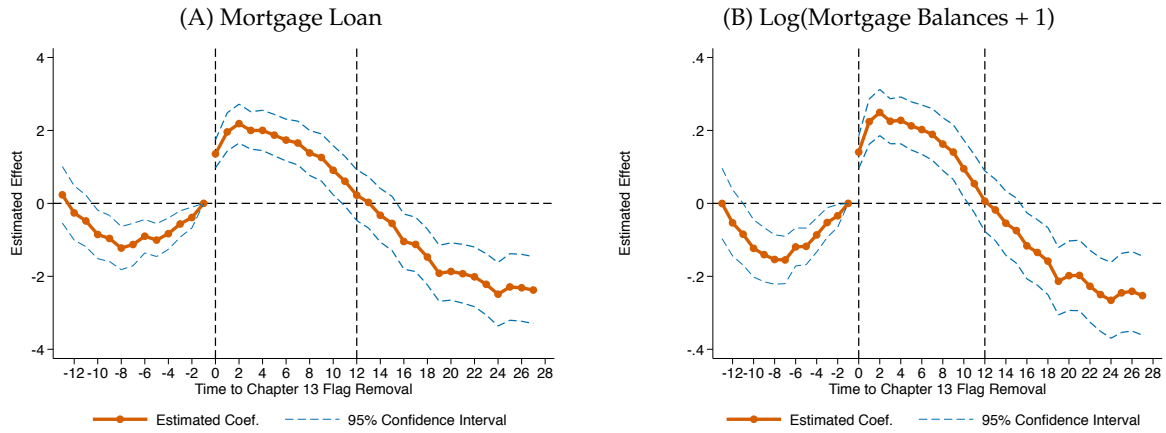 (A) Mortgage Loan
4
2
0
-2
-4
Estimated Effect
-12 -10 -8 -6 -4 -2 0 2 4 6 8 10 12 14 16 18 20 22 24 26 28
Time to Chapter 13 Flag Removal
Estimated Coef. 95% Confidence Interval
(B) Log(Mortgage Balances + 1)
.4
.2
0
-.2
-.4
Estimated Effect
-12 -10 -8 -6 -4 -2 0 2 4 6 8 10 12 14 16 18 20 22 24 26 28
Time to Chapter 13 Flag Removal
Estimated Coef. 95% Confidence Interval